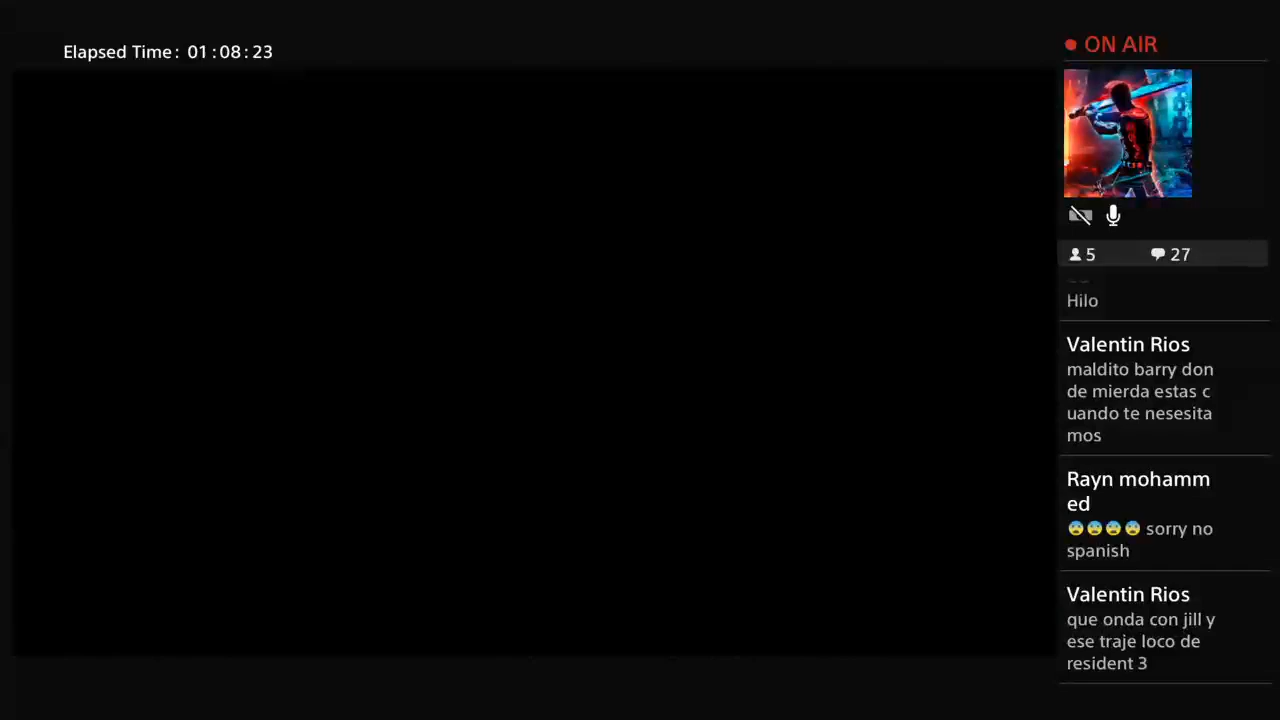 Elapsed Time: 01:08:23
ON AIR
5 27
Hilo
Valentin Rios
maldito barry don
de mierda estas c
uando te nesesita
mos
Rayn mohamm
ed
😨😨😨😨 sorry no
spanish
Valentin Rios
que onda con jill y
ese traje loco de
resident 3